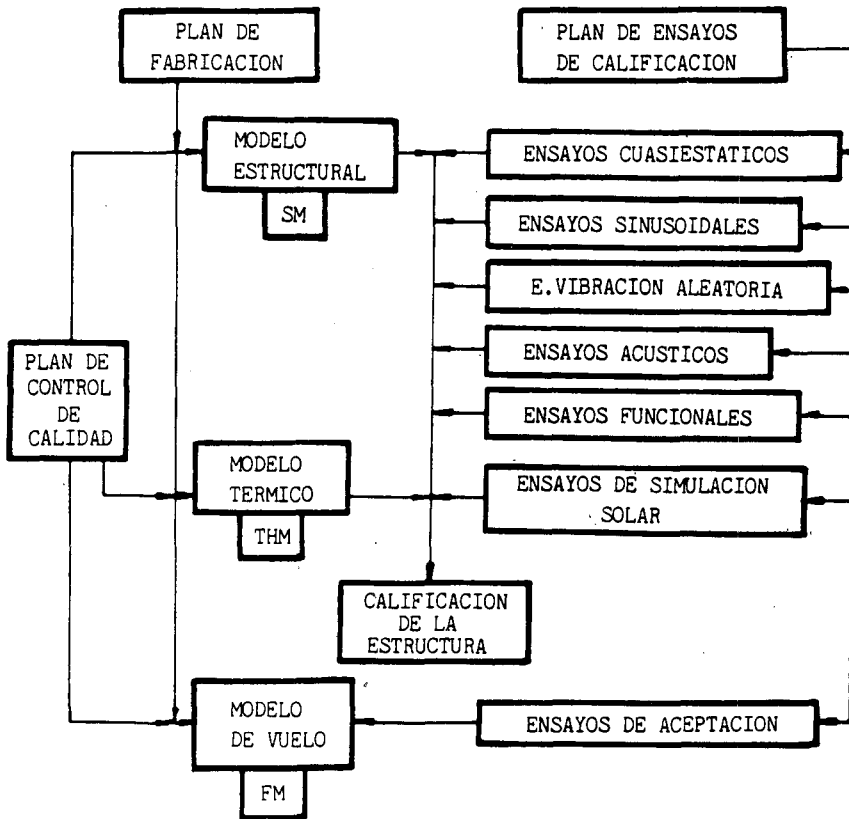 PLAN DE
FABRICACION
PLAN DE ENSAYOS
DE CALIFICACION
MODELO
ESTRUCTURAL
SM
ENSAYOS CUASIESTATICOS
ENSAYOS SINUSOIDALES
E.VIBRACION ALEATORIA
ENSAYOS ACUSTICOS
ENSAYOS FUNCIONALES
PLAN DE
CONTROL
DE
CALIDAD
MODELO
TERMICO
THM
ENSAYOS DE SIMULACION
SOLAR
CALIFICACION
DE LA
ESTRUCTURA
MODELO
DE VUELO
FM
ENSAYOS DE ACEPTACION